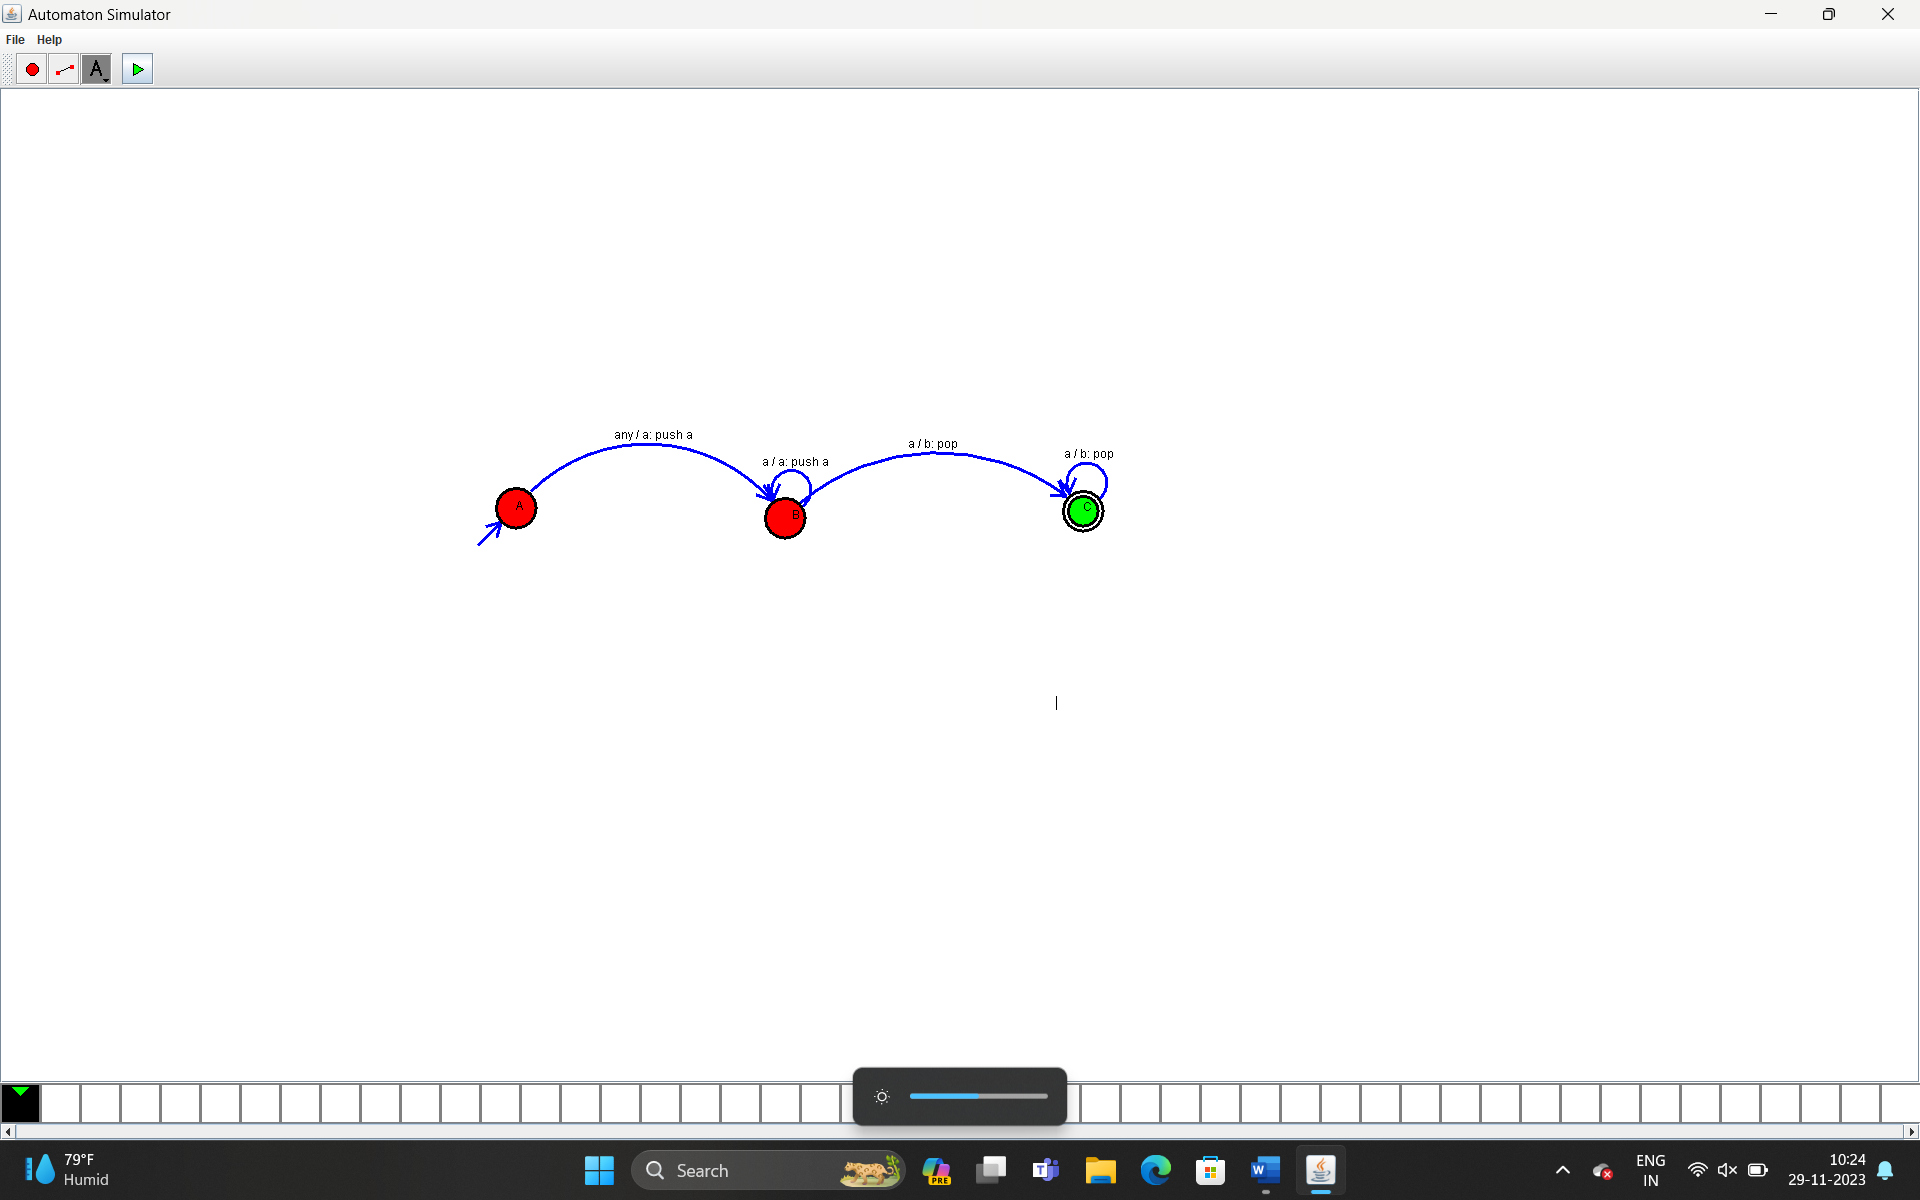 Automaton Simulator
File Help
A
any / a: push a
a / a: push a
a / b: pop
a / b: pop
A
B
C
79°F
Humid
Search
PRE
ENG
IN
10:24
29-11-2023